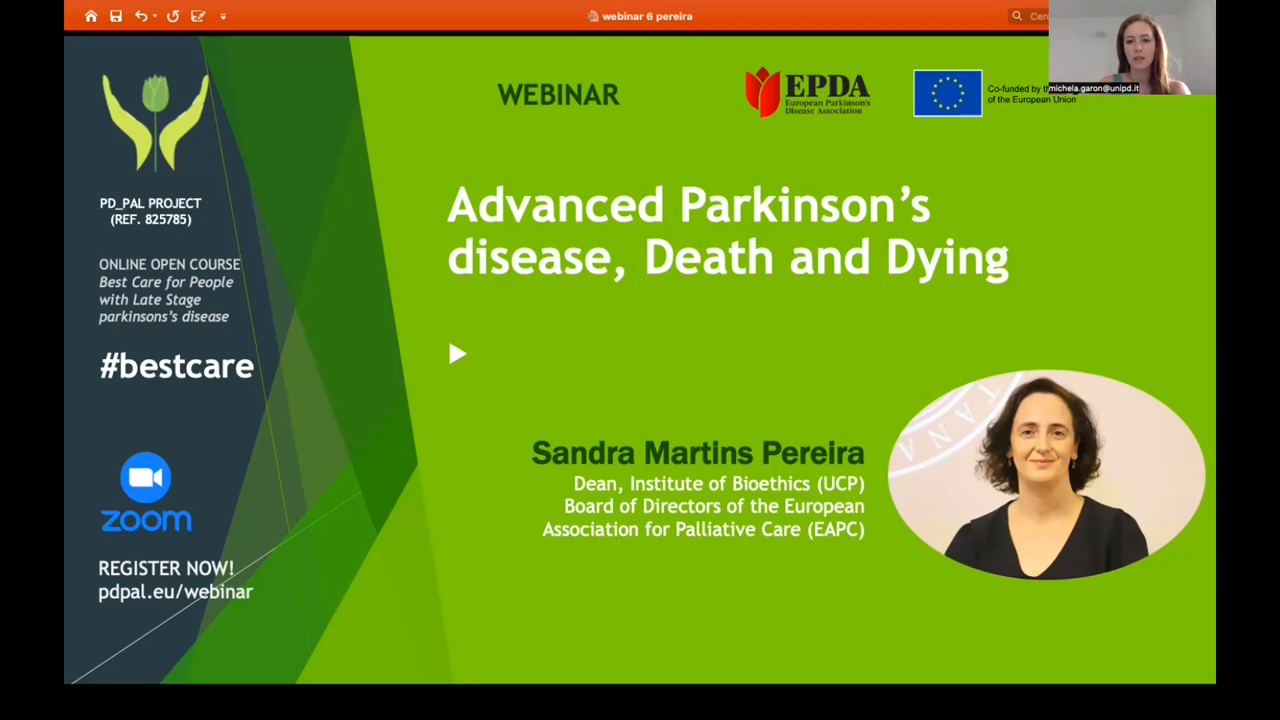 webinar 6 pereira
Cer
michela.garon@unipd.it
PD_PAL PROJECT
(REF. 825785)
ONLINE OPEN COURSE
Best Care for People
with Late Stage
parkinsons's disease
#bestcare
zoom
REGISTER NOW!
pdpal.eu/webinar
WEBINAR
EPDA
European Parkinson's
Disease Association
Co-funded by
of the European Union
Advanced Parkinson's
disease, Death and Dying
Sandra Martins Pereira
Dean, Institute of Bioethics (UCP)
Board of Directors of the European
Association for Palliative Care (EAPC)
TANA